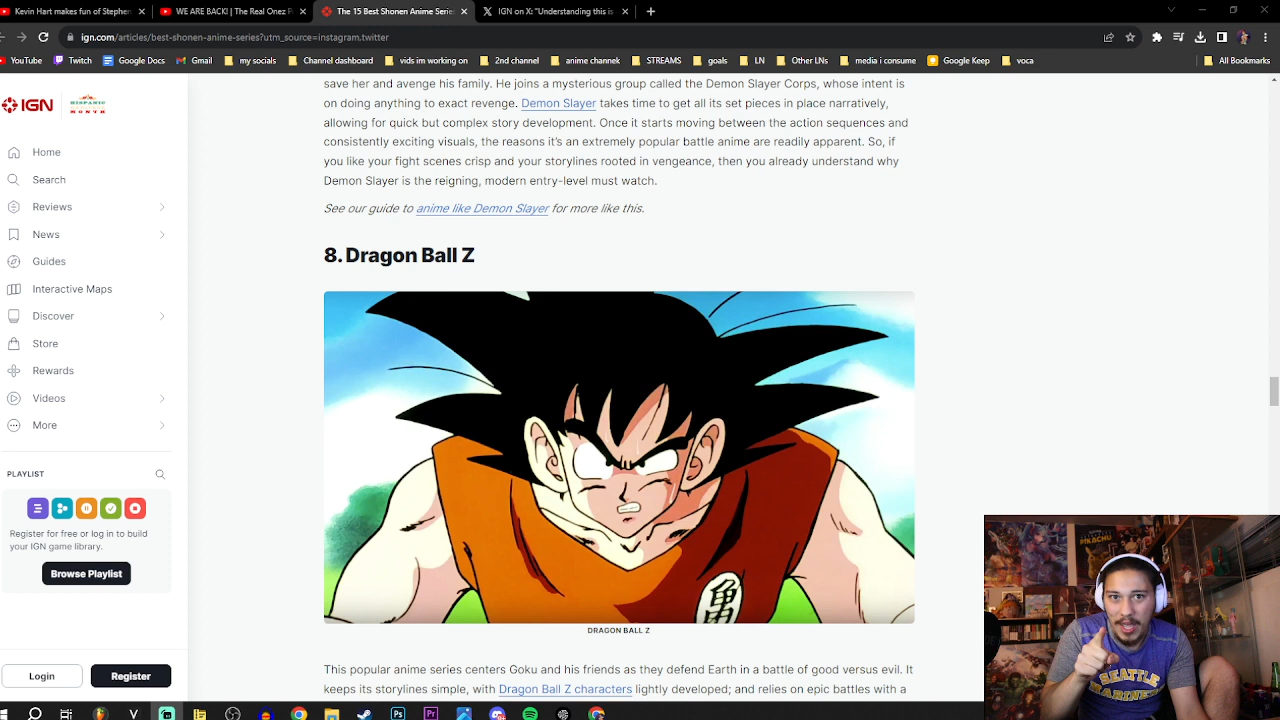 Kevin Hart makes fun of Stephen
WE ARE BACK! | The Real Onez P
The 15 Best Shonen Anime Series
IGN on X: "Understanding this is
ign.com/articles/best-shonen-anime-series?utm_source=instagram,twitter
YouTube
Twitch
Google Docs
Gmail
my socials
Channel dashboard
vids im working on
2nd channel
anime channel
STREAMS
goals
LN
Other LNs
media i consume
Google Keep
voca
All Bookmarks
IGN
HISPANIC
MONTH
Home
Search
Reviews
News
Guides
Interactive Maps
Discover
Store
Rewards
Videos
More
PLAYLIST
Register for free or log in to build
your IGN game library.
Browse Playlist
Login
Register
save her and avenge his family. He joins a mysterious group called the Demon Slayer Corps, whose intent is
on doing anything to exact revenge. Demon Slayer takes time to get all its set pieces in place narratively,
allowing for quick but complex story development. Once it starts moving between the action sequences and
consistently exciting visuals, the reasons it's an extremely popular battle anime are readily apparent. So, if
you like your fight scenes crisp and your storylines rooted in vengeance, then you already understand why
Demon Slayer is the reigning, modern entry-level must watch.
See our guide to anime like Demon Slayer for more like this.
8. Dragon Ball Z
亀
DRAGON BALL Z
This popular anime series centers Goku and his friends as they defend Earth in a battle of good versus evil. It
keeps its storylines simple, with Dragon Ball Z characters lightly developed; and relies on epic battles with a
PIKACHU
SEATTLE
MARINERS